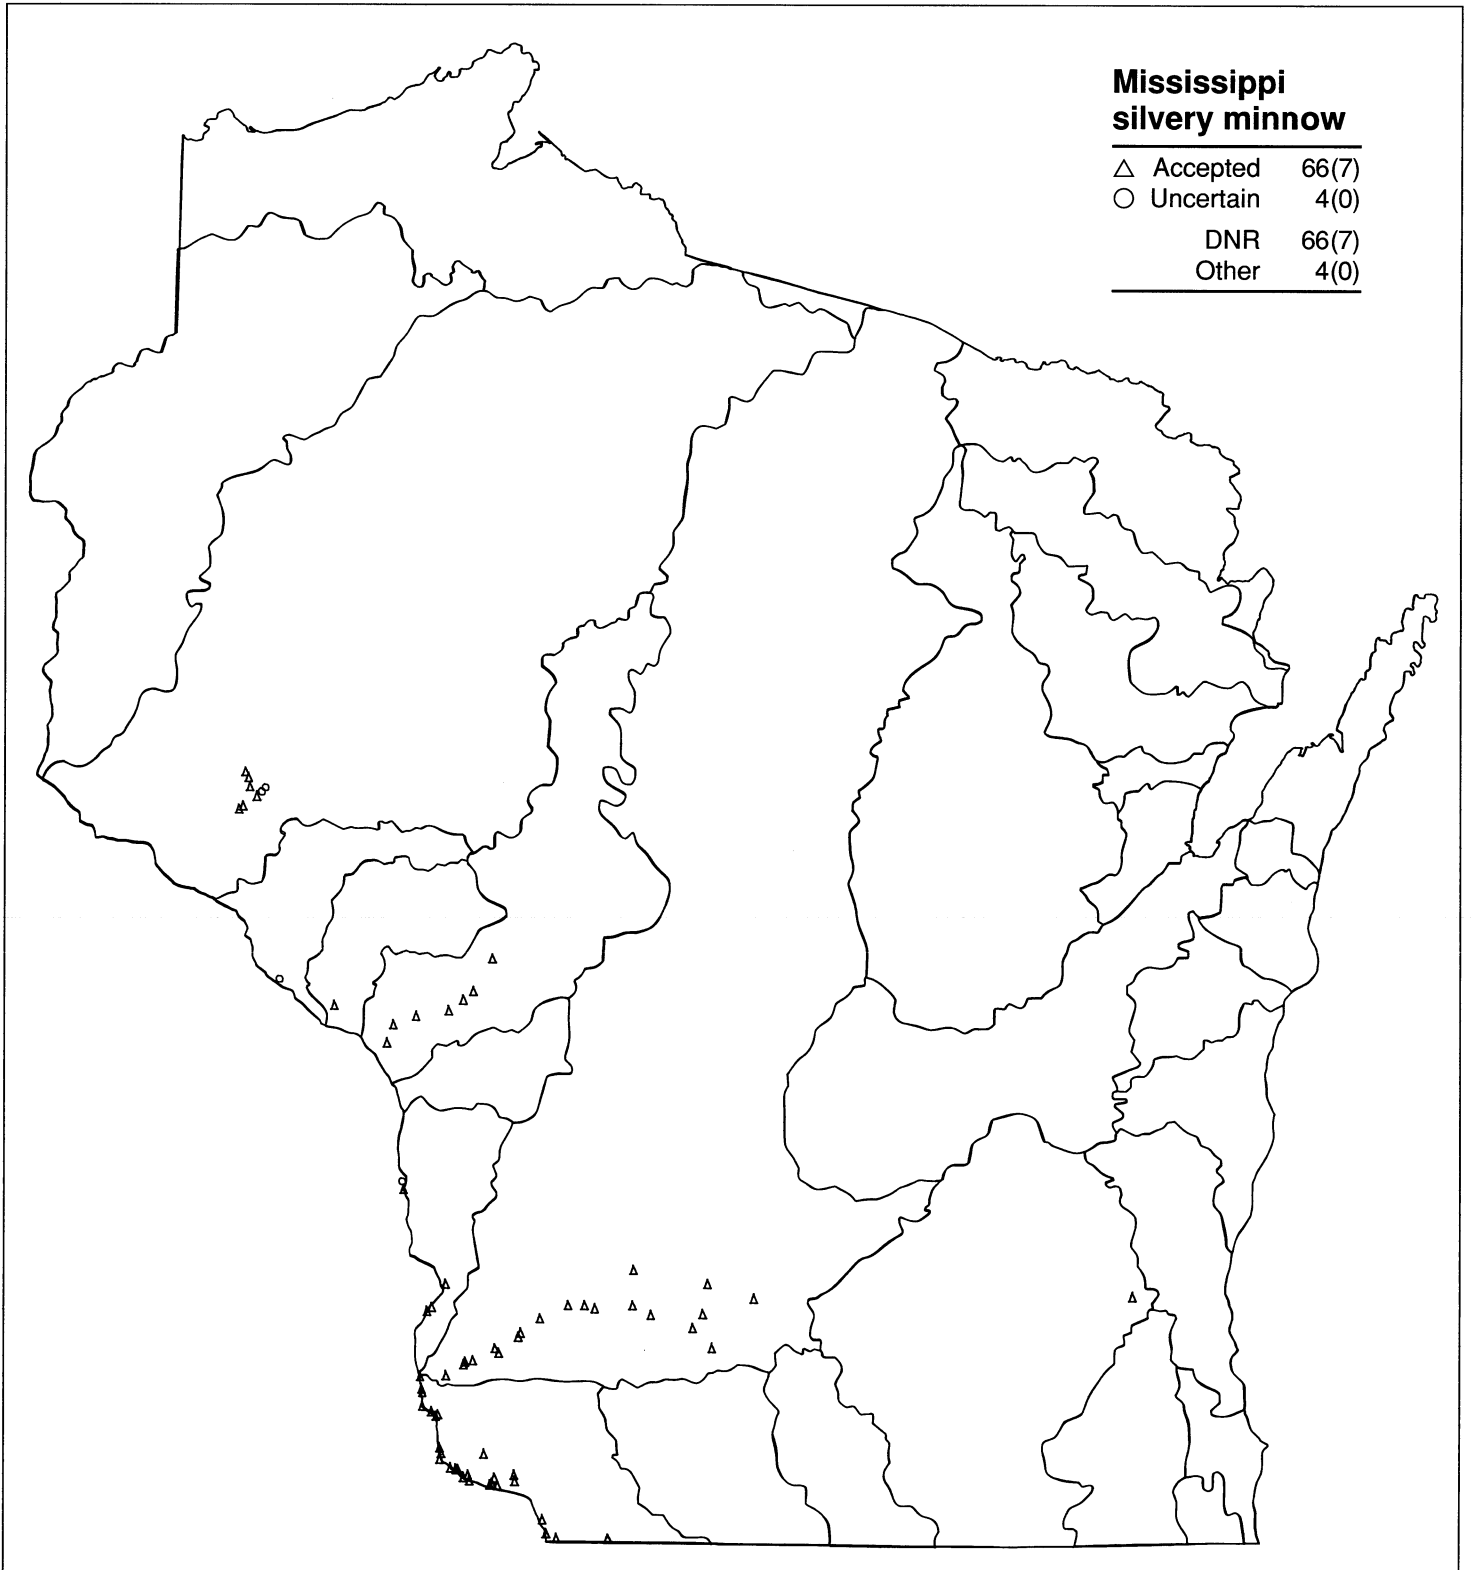 Mississippi
silvery minnow
△ Accepted 66(7)
○ Uncertain 4(0)
DNR 66(7)
Other 4(0)